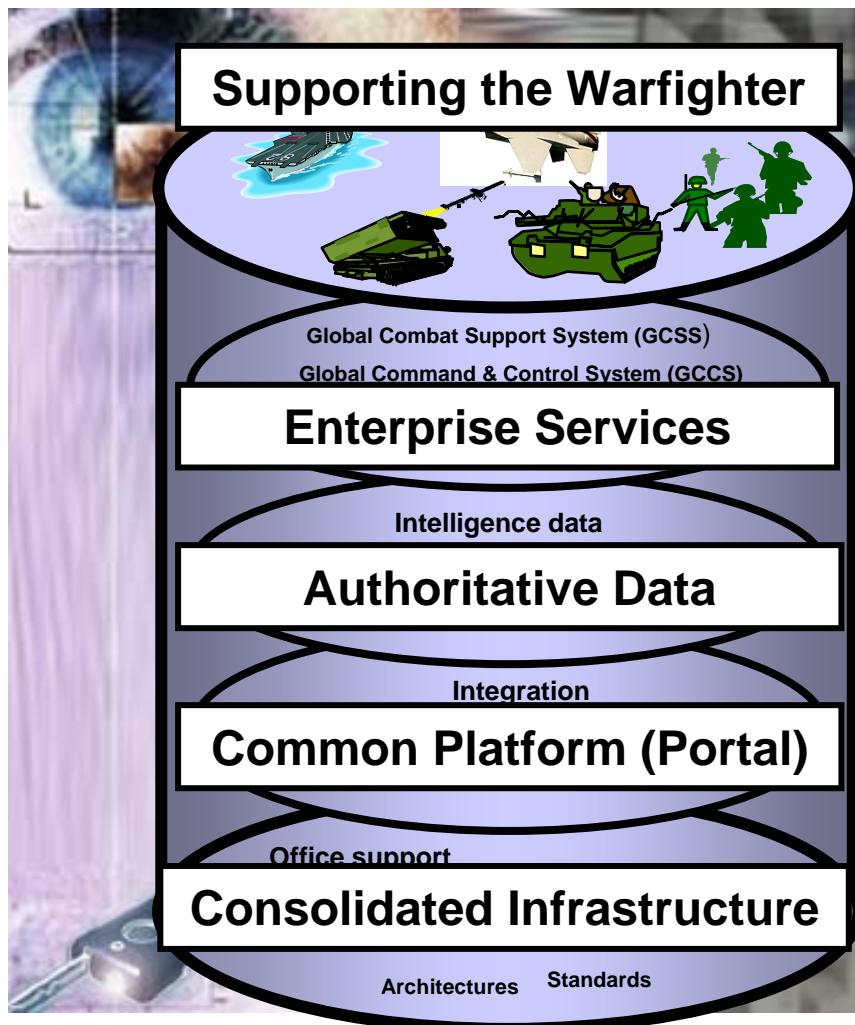 Supporting the Warfighter
Global Combat Support System (GCSS)
Global Command & Control System (GCCS)
Enterprise Services
Intelligence data
Authoritative Data
Integration
Common Platform (Portal)
Office support
Consolidated Infrastructure
Architectures Standards